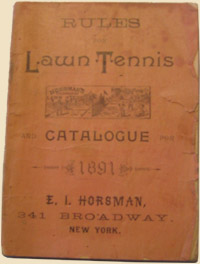 RULES
Lawn Tennis
CATALOGUE
1891
E. I. HORSMAN,
341 BROADWAY.
NEW YORK.